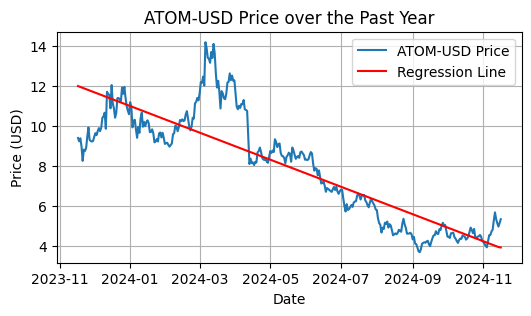 ATOM-USD Price over the Past Year
ATOM-USD Price
Regression Line
Price (USD)
14
12
10
8
6
4
2023-11
2024-01
2024-03
2024-05
2024-07
2024-09
2024-11
Date